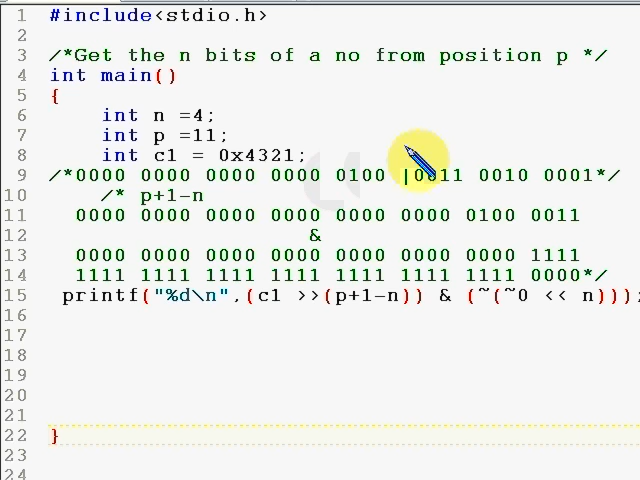 1 #include<stdio.h>
2
3 /*Get the n bits of a no from position p */
4 int main()
5 {
6 int n =4;
7 int p =11;
8 int c1 = 0x4321;
9 /*0000 0000 0000 0000 0100 |0011 0010 0001*/
10 /* p+1-n
11 0000 0000 0000 0000 0000 0000 0100 0011
12 &
13 0000 0000 0000 0000 0000 0000 0000 1111
14 1111 1111 1111 1111 1111 1111 1111 0000*/
15 printf("%d\n",(c1 >>(p+1-n)) & (~(~0 << n)));
16
17
18
19
20
21
22 }
23
24